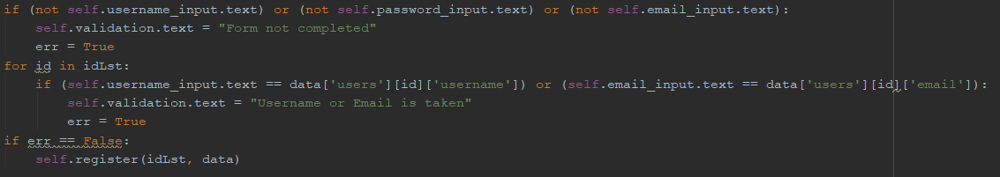 if (not self.username_input.text) or (not self.password_input.text) or (not self.email_input.text):
    self.validation.text = "Form not completed"
    err = True
for id in idLst:
    if (self.username_input.text == data['users'][id]['username']) or (self.email_input.text == data['users'][id]['email']):
        self.validation.text = "Username or Email is taken"
        err = True
if err == False:
    self.register(idLst, data)